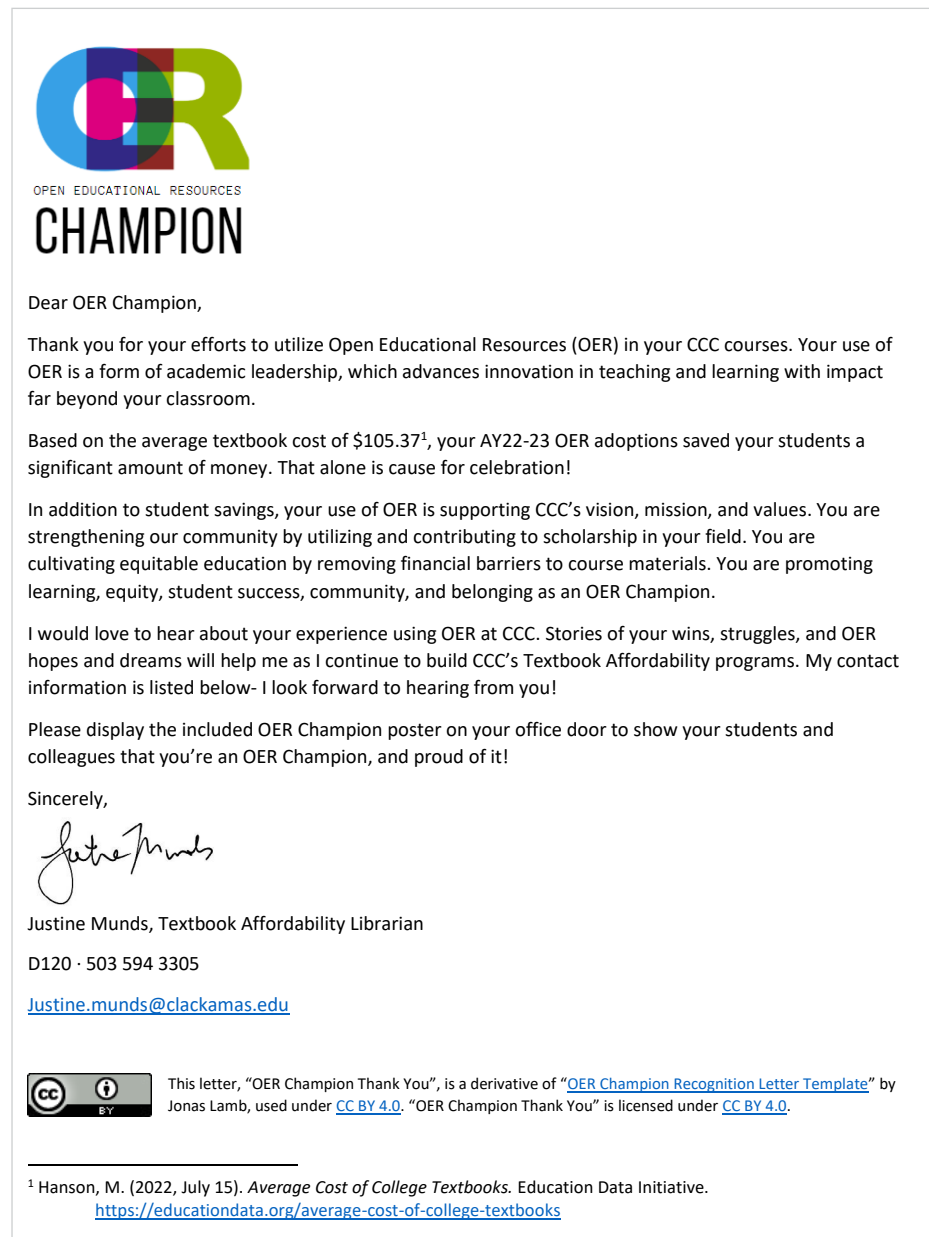 OER
OPEN EDUCATIONAL RESOURCES
CHAMPION
Dear OER Champion,
Thank you for your efforts to utilize Open Educational Resources (OER) in your CCC courses. Your use of
OER is a form of academic leadership, which advances innovation in teaching and learning with impact
far beyond your classroom.
Based on the average textbook cost of $105.37¹, your AY22-23 OER adoptions saved your students a
significant amount of money. That alone is cause for celebration!
In addition to student savings, your use of OER is supporting CCC’s vision, mission, and values. You are
strengthening our community by utilizing and contributing to scholarship in your field. You are
cultivating equitable education by removing financial barriers to course materials. You are promoting
learning, equity, student success, community, and belonging as an OER Champion.
I would love to hear about your experience using OER at CCC. Stories of your wins, struggles, and OER
hopes and dreams will help me as I continue to build CCC’s Textbook Affordability programs. My contact
information is listed below- I look forward to hearing from you!
Please display the included OER Champion poster on your office door to show your students and
colleagues that you’re an OER Champion, and proud of it!
Sincerely,
Justine Munds
Justine Munds, Textbook Affordability Librarian
D120 · 503 594 3305
Justine.munds@clackamas.edu
cc BY
This letter, “OER Champion Thank You”, is a derivative of “OER Champion Recognition Letter Template” by
Jonas Lamb, used under CC BY 4.0. “OER Champion Thank You” is licensed under CC BY 4.0.
¹ Hanson, M. (2022, July 15). Average Cost of College Textbooks. Education Data Initiative.
https://educationdata.org/average-cost-of-college-textbooks